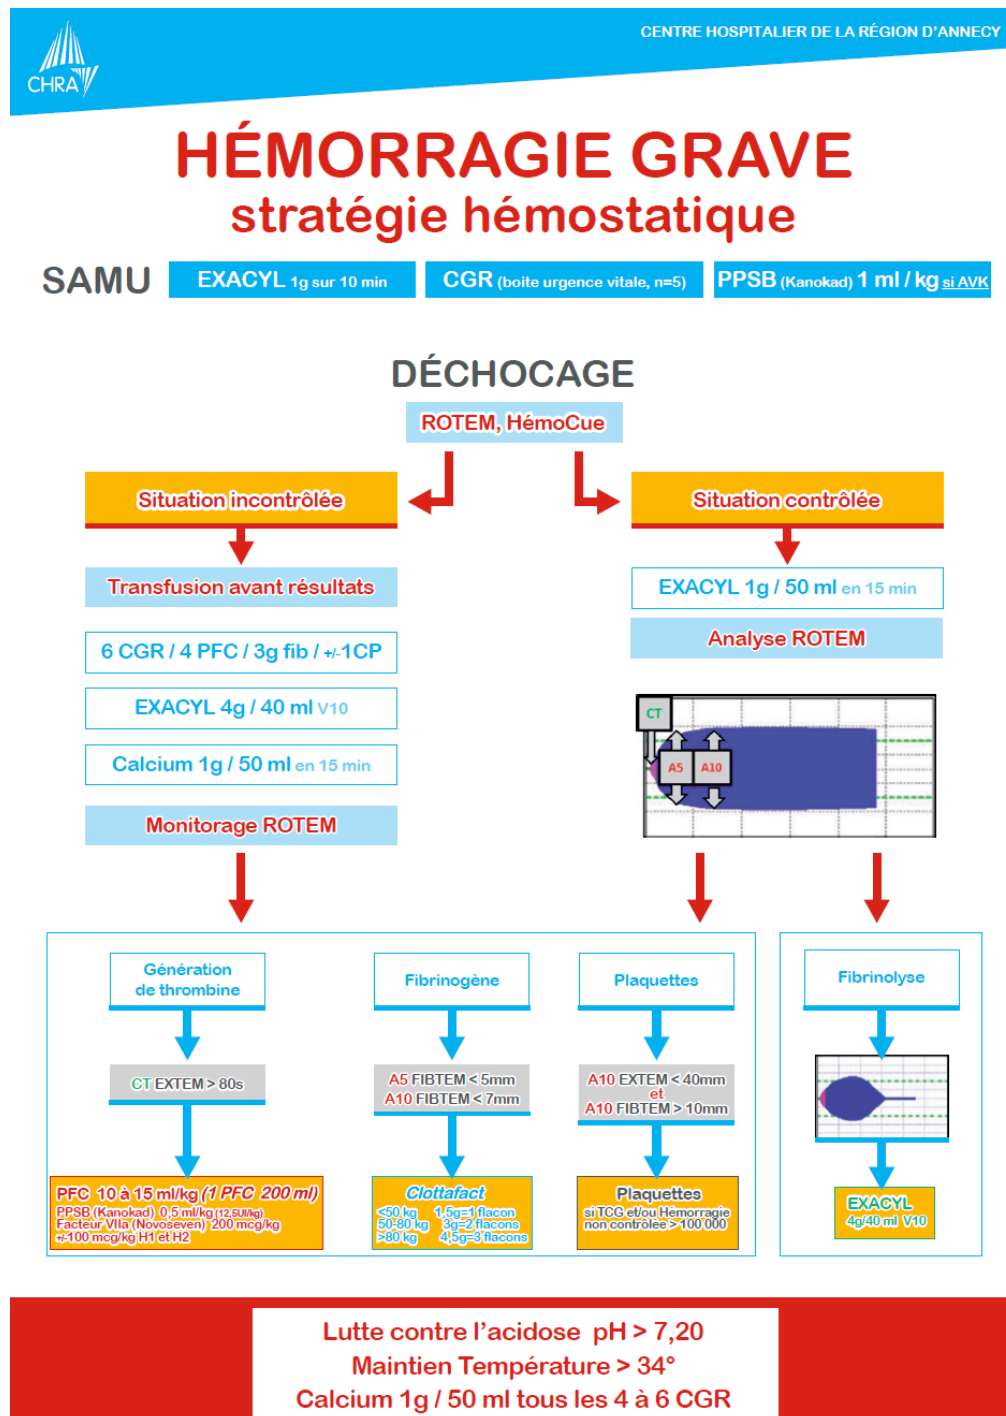 CENTRE HOSPITALIER DE LA RÉGION D'ANNECY
CHRA
HÉMORRAGIE GRAVE
stratégie hémostatique
SAMU
EXACYL 1g sur 10 min
CGR (boite urgence vitale, n=5)
PPSB (Kanokad) 1 ml / kg si AVK
DÉCHOCAGE
ROTEM, HémoCue
Situation incontrôlée
Transfusion avant résultats
6 CGR / 4 PFC / 3g fib / +/-1CP
EXACYL 4g / 40 ml V10
Calcium 1g / 50 ml en 15 min
Monitorage ROTEM
Situation contrôlée
EXACYL 1g / 50 ml en 15 min
Analyse ROTEM
CT
A5
A10
Génération
de thrombine
CT EXTEM > 80s
PFC 10 à 15 ml/kg (1 PFC 200 ml)
PPSB (Kanokad) 0,5 ml/kg (12,5UI/kg)
Facteur VIIa (Novoseven) 200 mcg/kg
+/-100 mcg/kg H1 et H2
Fibrinogène
A5 FIBTEM < 5mm
A10 FIBTEM < 7mm
Clottafact
<50 kg 1,5g=1 flacon
50-80 kg 3g=2 flacons
>80 kg 4,5g=3 flacons
Plaquettes
A10 EXTEM < 40mm
et
A10 FIBTEM > 10mm
Plaquettes
si TCG et/ou Hémorragie
non contrôlée > 100 000
Fibrinolyse
EXACYL
4g/40 ml V10
Lutte contre l'acidose pH > 7,20
Maintien Température > 34°
Calcium 1g / 50 ml tous les 4 à 6 CGR